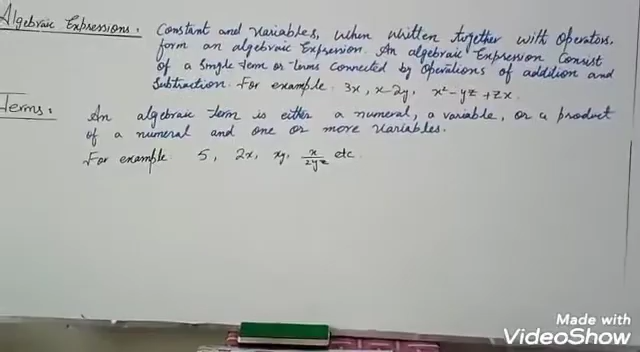 Algebraic Expressions: Constant and variables, when written together with operators,
form an algebraic Expression. An algebraic Expression Consist
of a Single term or terms Connected by operations of addition and
Subtraction. For example. 3x, x-2y, x²-yz+zx.
Terms: An algebraic term is either a numeral, a variable, or a product
of a numeral and one or more variables.
For example 5, 2x, xy, x/2yz etc.
Made with
VideoShow